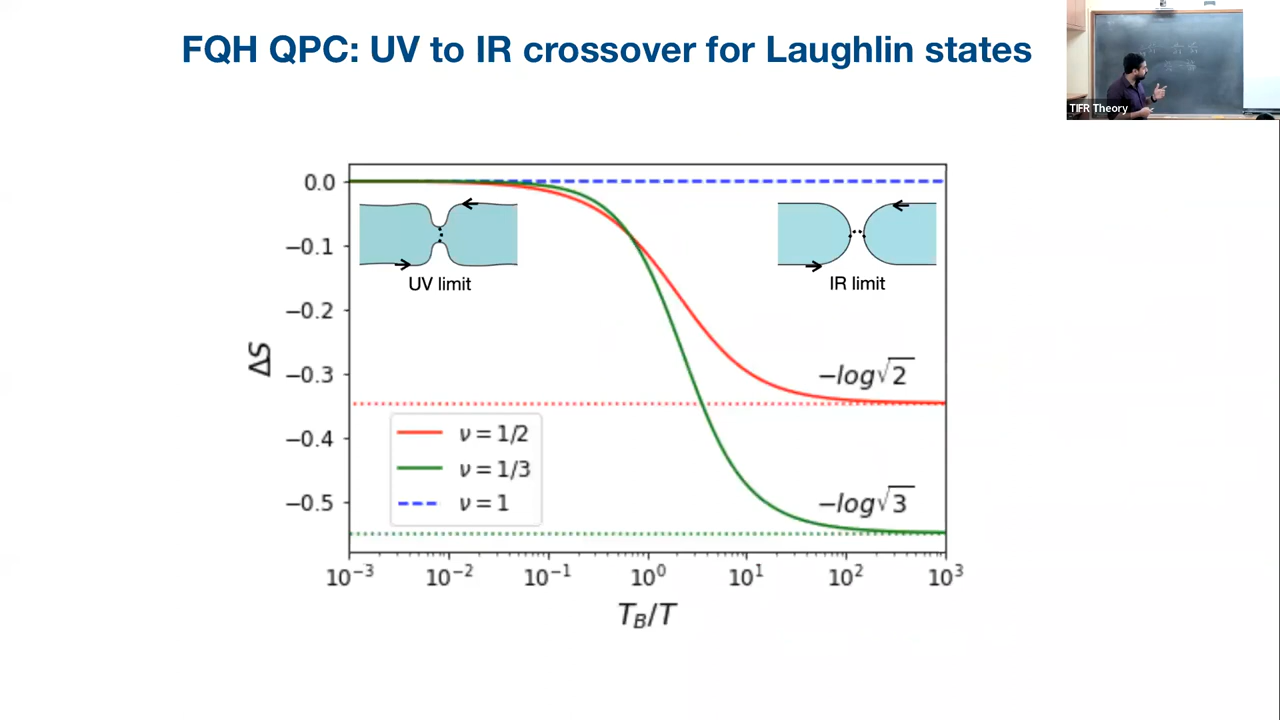 FQH QPC: UV to IR crossover for Laughlin states
TIFR Theory
0.0
−0.1
−0.2
−0.3
−0.4
−0.5
ΔS
UV limit
IR limit
−log√2
−log√3
ν = 1/2
ν = 1/3
ν = 1
10⁻³ 10⁻² 10⁻¹ 10⁰ 10¹ 10² 10³
T_B/T